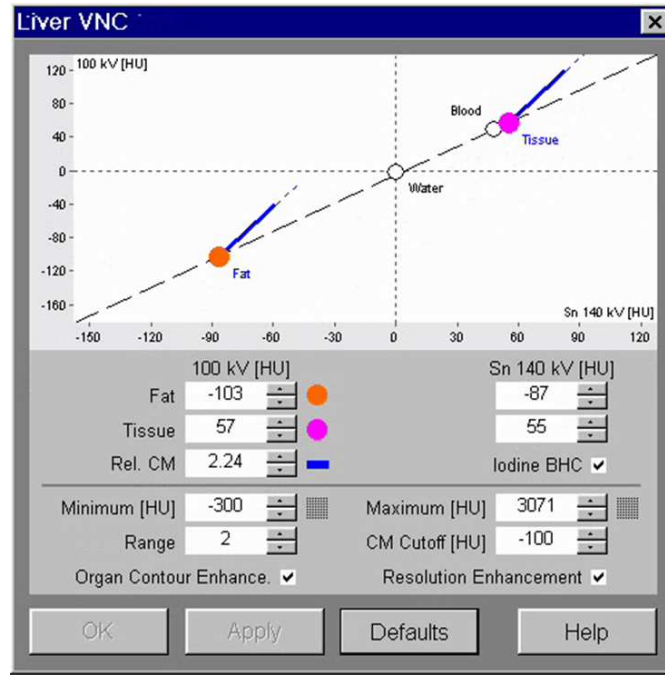 Liver VNC
100 kV [HU]
120
80
40
0
-40
-80
-120
-160
Blood
Tissue
Water
Fat
Sn 140 kV [HU]
-150 -120 -90 -60 -30 0 30 60 90 120
100 kV [HU] Sn 140 kV [HU]
Fat -103 -87
Tissue 57 55
Rel. CM 2.24 Iodine BHC
Minimum [HU] -300 Maximum [HU] 3071
Range 2 CM Cutoff [HU] -100
Organ Contour Enhance. Resolution Enhancement
OK Apply Defaults Help